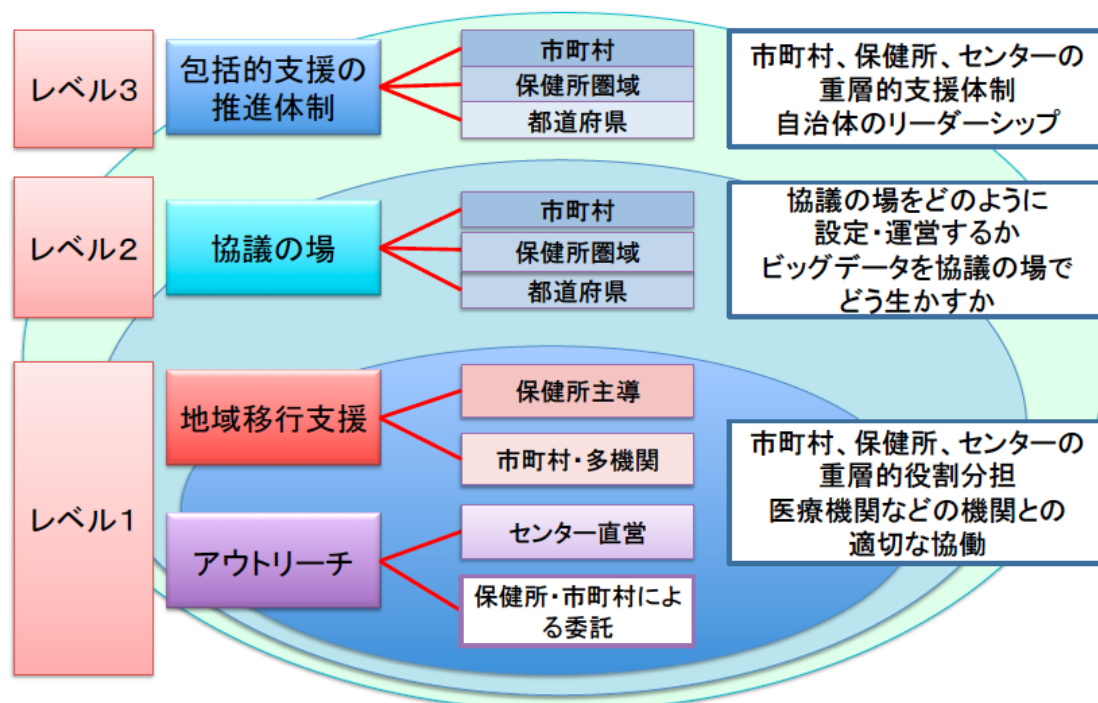 レベル3
包括的支援の
推進体制
市町村
保健所圏域
都道府県
市町村、保健所、センターの
重層的支援体制
自治体のリーダーシップ
レベル2
協議の場
市町村
保健所圏域
都道府県
協議の場をどのように
設定・運営するか
ビッグデータを協議の場で
どう生かすか
レベル1
地域移行支援
保健所主導
市町村・多機関
アウトリーチ
センター直営
保健所・市町村によ
る委託
市町村、保健所、センターの
重層的役割分担
医療機関などの機関との
適切な協働